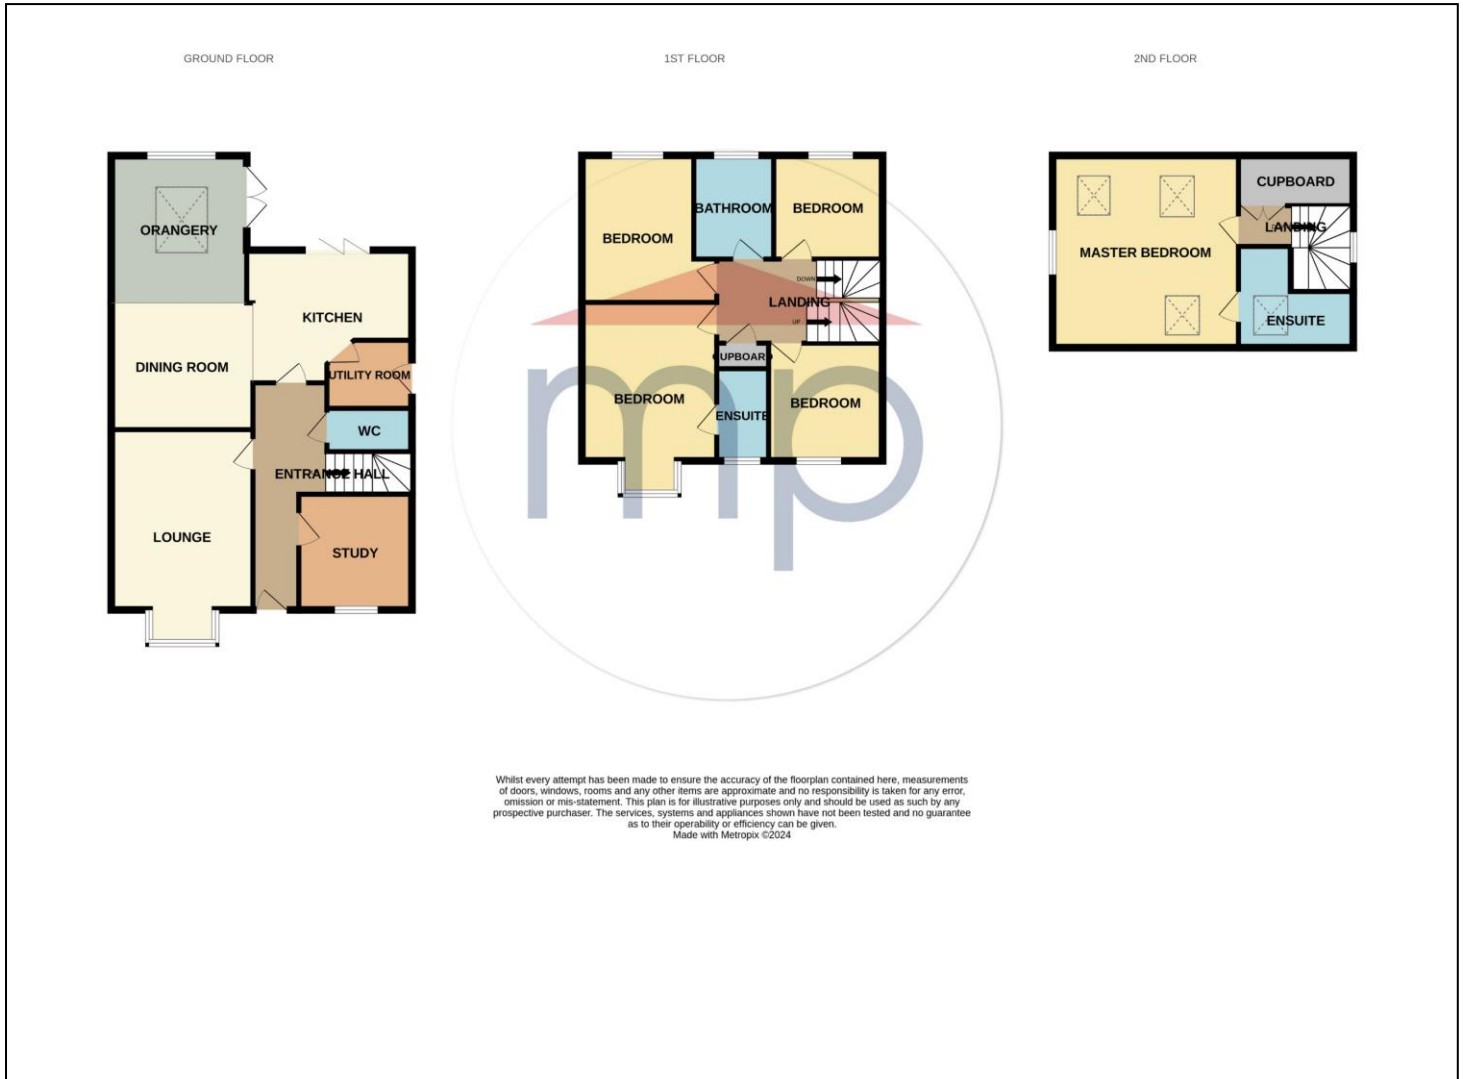 GROUND FLOOR
1ST FLOOR
2ND FLOOR
ORANGERY
KITCHEN
DINING ROOM
UTILITY ROOM
WC
ENTRANCE HALL
LOUNGE
STUDY
BATHROOM
BEDROOM
BEDROOM
DOWN
LANDING
UP
UPBOAR
BEDROOM
ENSUITE
BEDROOM
CUPBOARD
LANDING
MASTER BEDROOM
ENSUITE
mp
Whilst every attempt has been made to ensure the accuracy of the floorplan contained here, measurements
of doors, windows, rooms and any other items are approximate and no responsibility is taken for any error,
omission or mis-statement. This plan is for illustrative purposes only and should be used as such by any
prospective purchaser. The services, systems and appliances shown have not been tested and no guarantee
as to their operability or efficiency can be given.
Made with Metropix ©2024